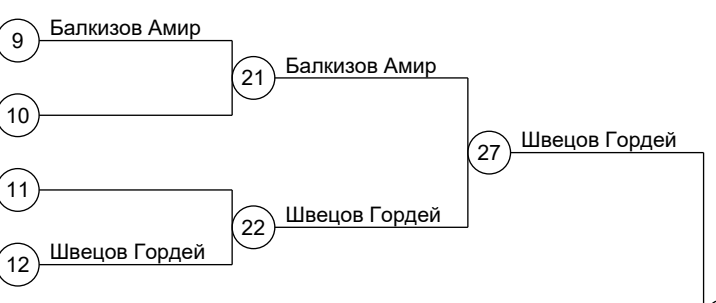 9 Балкизов Амир
21 Балкизов Амир
10
27 Швецов Гордей
11
22 Швецов Гордей
12 Швецов Гордей